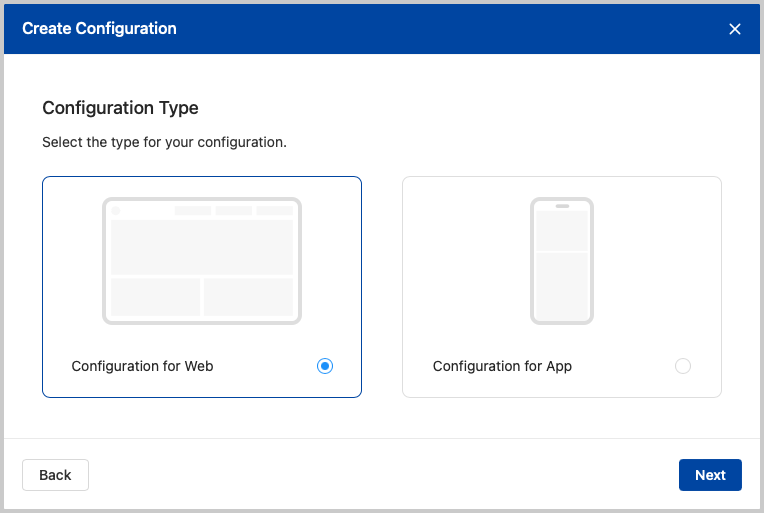 Create Configuration
Configuration Type
Select the type for your configuration.
Configuration for Web
Configuration for App
Back
Next